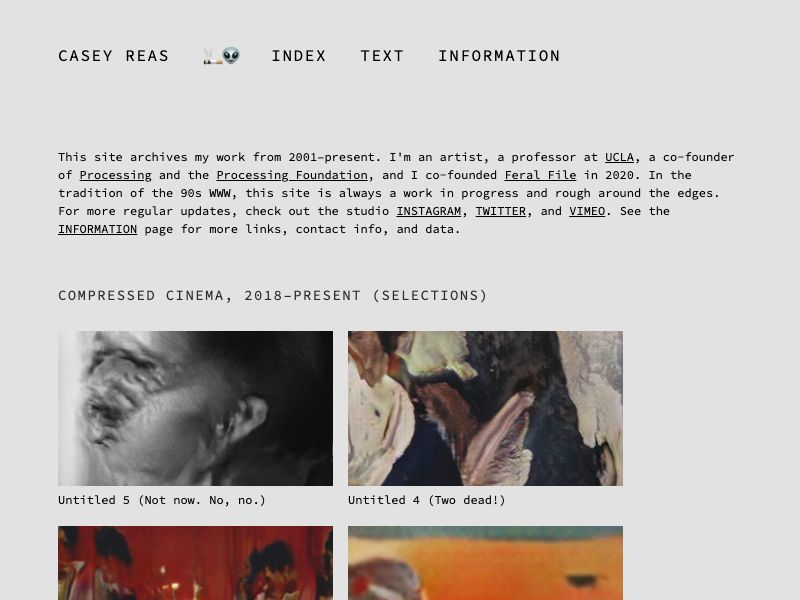 CASEY REAS 🚬👽 INDEX TEXT INFORMATION
This site archives my work from 2001–present. I'm an artist, a professor at UCLA, a co-founder
of Processing and the Processing Foundation, and I co-founded Feral File in 2020. In the
tradition of the 90s WWW, this site is always a work in progress and rough around the edges.
For more regular updates, check out the studio INSTAGRAM, TWITTER, and VIMEO. See the
INFORMATION page for more links, contact info, and data.
COMPRESSED CINEMA, 2018–PRESENT (SELECTIONS)
Untitled 5 (Not now. No, no.)
Untitled 4 (Two dead!)